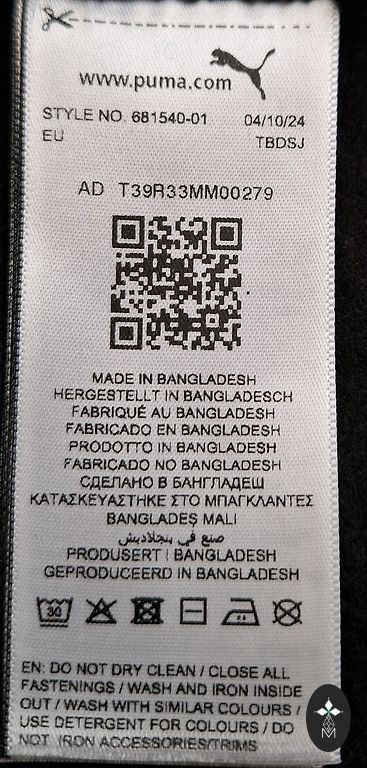 www.puma.com
STYLE NO. 681540-01 04/10/24
EU TBDSJ
AD T39R33MM00279
MADE IN BANGLADESH
HERGESTELLT IN BANGLADESCH
FABRIQUÉ AU BANGLADESH
FABRICADO EN BANGLADESH
PRODOTTO IN BANGLADESH
FABRICADO NO BANGLADESH
СДЕЛАНО В БАНГЛАДЕШ
ΚΑΤΑΣΚΕΥΑΣΤΗΚΕ ΣΤΟ ΜΠΑΓΚΛΑΝΤΕΣ
BANGLADEŞ MALI
صنع في بنجلاديش
PRODUSERT I BANGLADESH
GEPRODUCEERD IN BANGLADESH
30
EN: DO NOT DRY CLEAN / CLOSE ALL
FASTENINGS / WASH AND IRON INSIDE
OUT / WASH WITH SIMILAR COLOURS /
USE DETERGENT FOR COLOURS / DO
NOT IRON ACCESSORIES/TRIMS